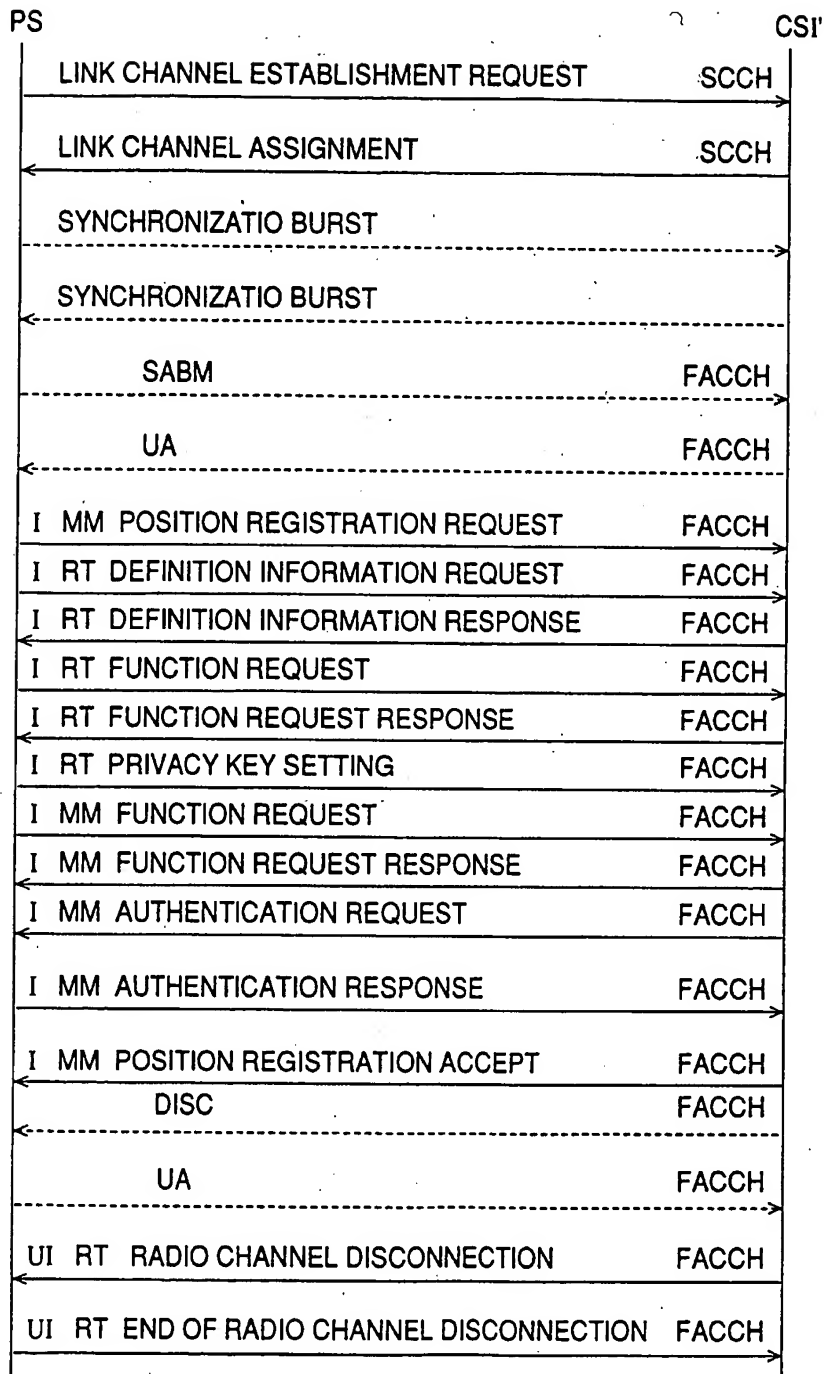 PS CSI'
LINK CHANNEL ESTABLISHMENT REQUEST SCCH
LINK CHANNEL ASSIGNMENT SCCH
SYNCHRONIZATIO BURST
SYNCHRONIZATIO BURST
SABM FACCH
UA FACCH
I MM POSITION REGISTRATION REQUEST FACCH
I RT DEFINITION INFORMATION REQUEST FACCH
I RT DEFINITION INFORMATION RESPONSE FACCH
I RT FUNCTION REQUEST FACCH
I RT FUNCTION REQUEST RESPONSE FACCH
I RT PRIVACY KEY SETTING FACCH
I MM FUNCTION REQUEST FACCH
I MM FUNCTION REQUEST RESPONSE FACCH
I MM AUTHENTICATION REQUEST FACCH
I MM AUTHENTICATION RESPONSE FACCH
I MM POSITION REGISTRATION ACCEPT FACCH
DISC FACCH
UA FACCH
UI RT RADIO CHANNEL DISCONNECTION FACCH
UI RT END OF RADIO CHANNEL DISCONNECTION FACCH